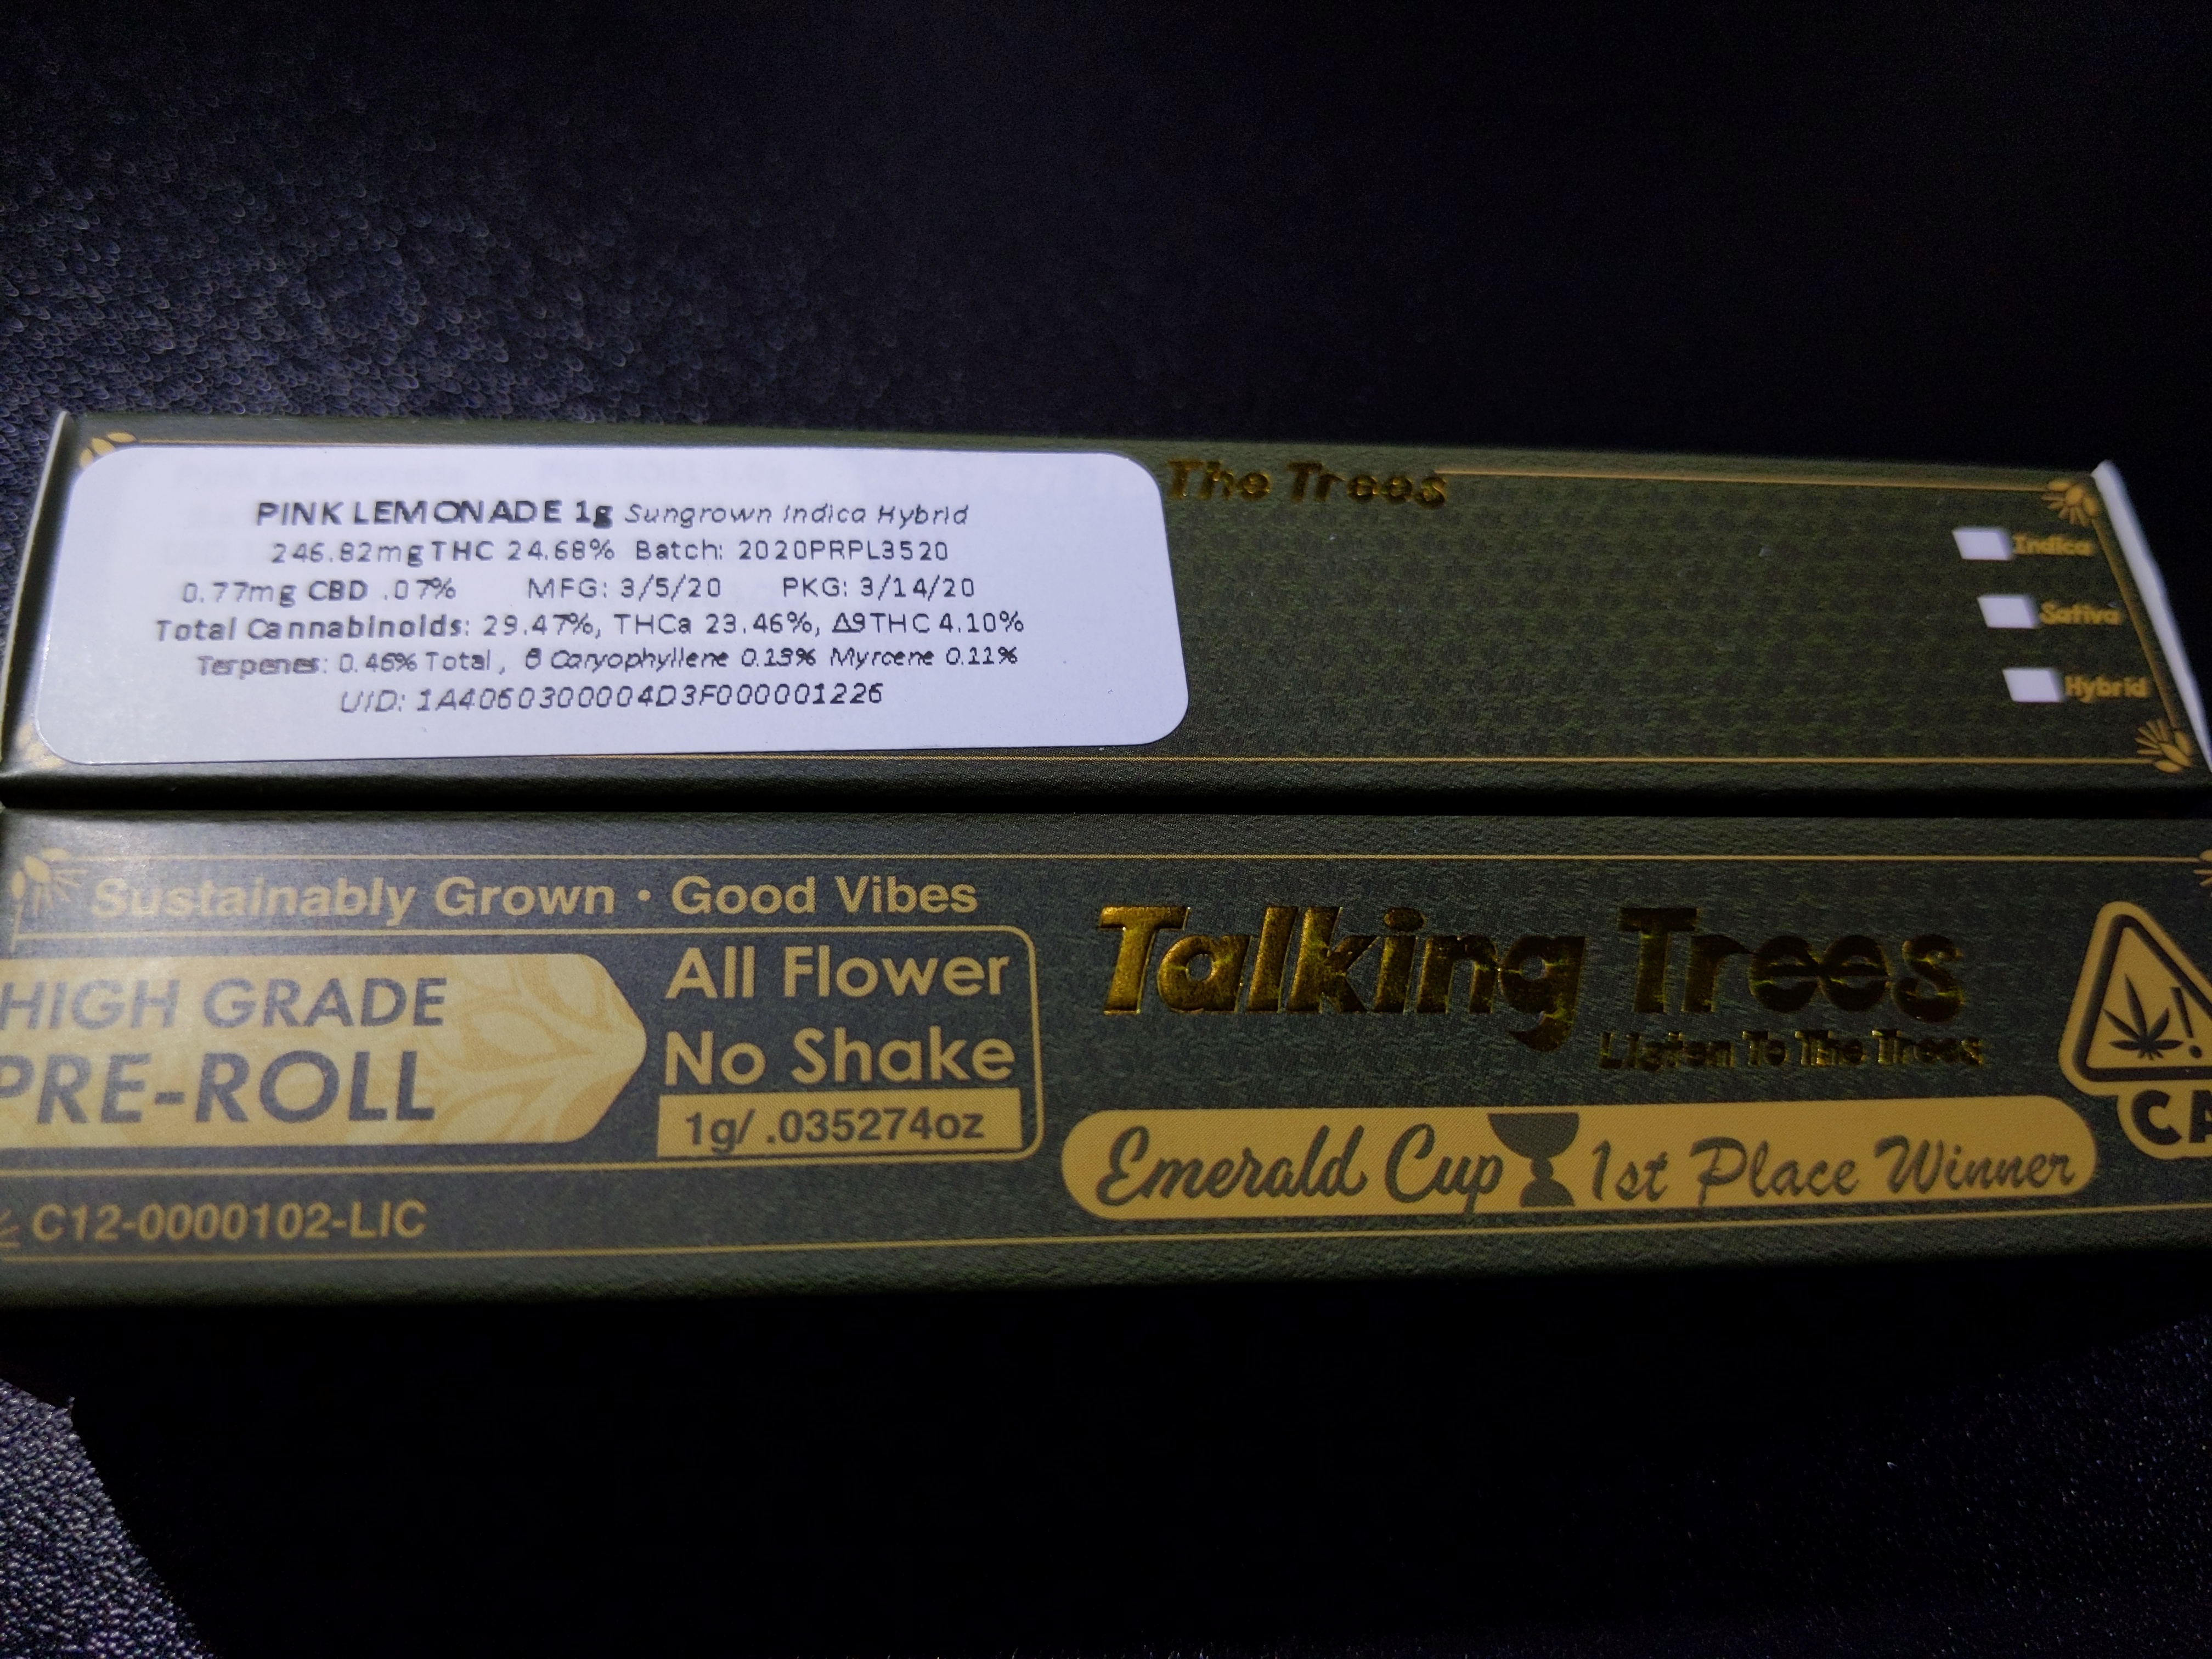 The Trees
PINK LEMONADE 1g Sungrown Indica Hybrid
246.82mg THC 24.68% Batch: 2020PRPL3520
0.77mg CBD .07% MFG: 3/5/20 PKG: 3/14/20
Total Cannabinoids: 29.47%, THCa 23.46%, Δ9THC 4.10%
Terpenes: 0.46% Total, ß Caryophyllene 0.19% Myrcene 0.11%
UID: 1A4060300004D3F000001226
Indica
Sativa
Hybrid
Sustainably Grown • Good Vibes
HIGH GRADE
PRE-ROLL
All Flower
No Shake
1g/ .035274oz
C12-0000102-LIC
Talking Trees
Listen To The Trees
Emerald Cup 1st Place Winner
!
CA